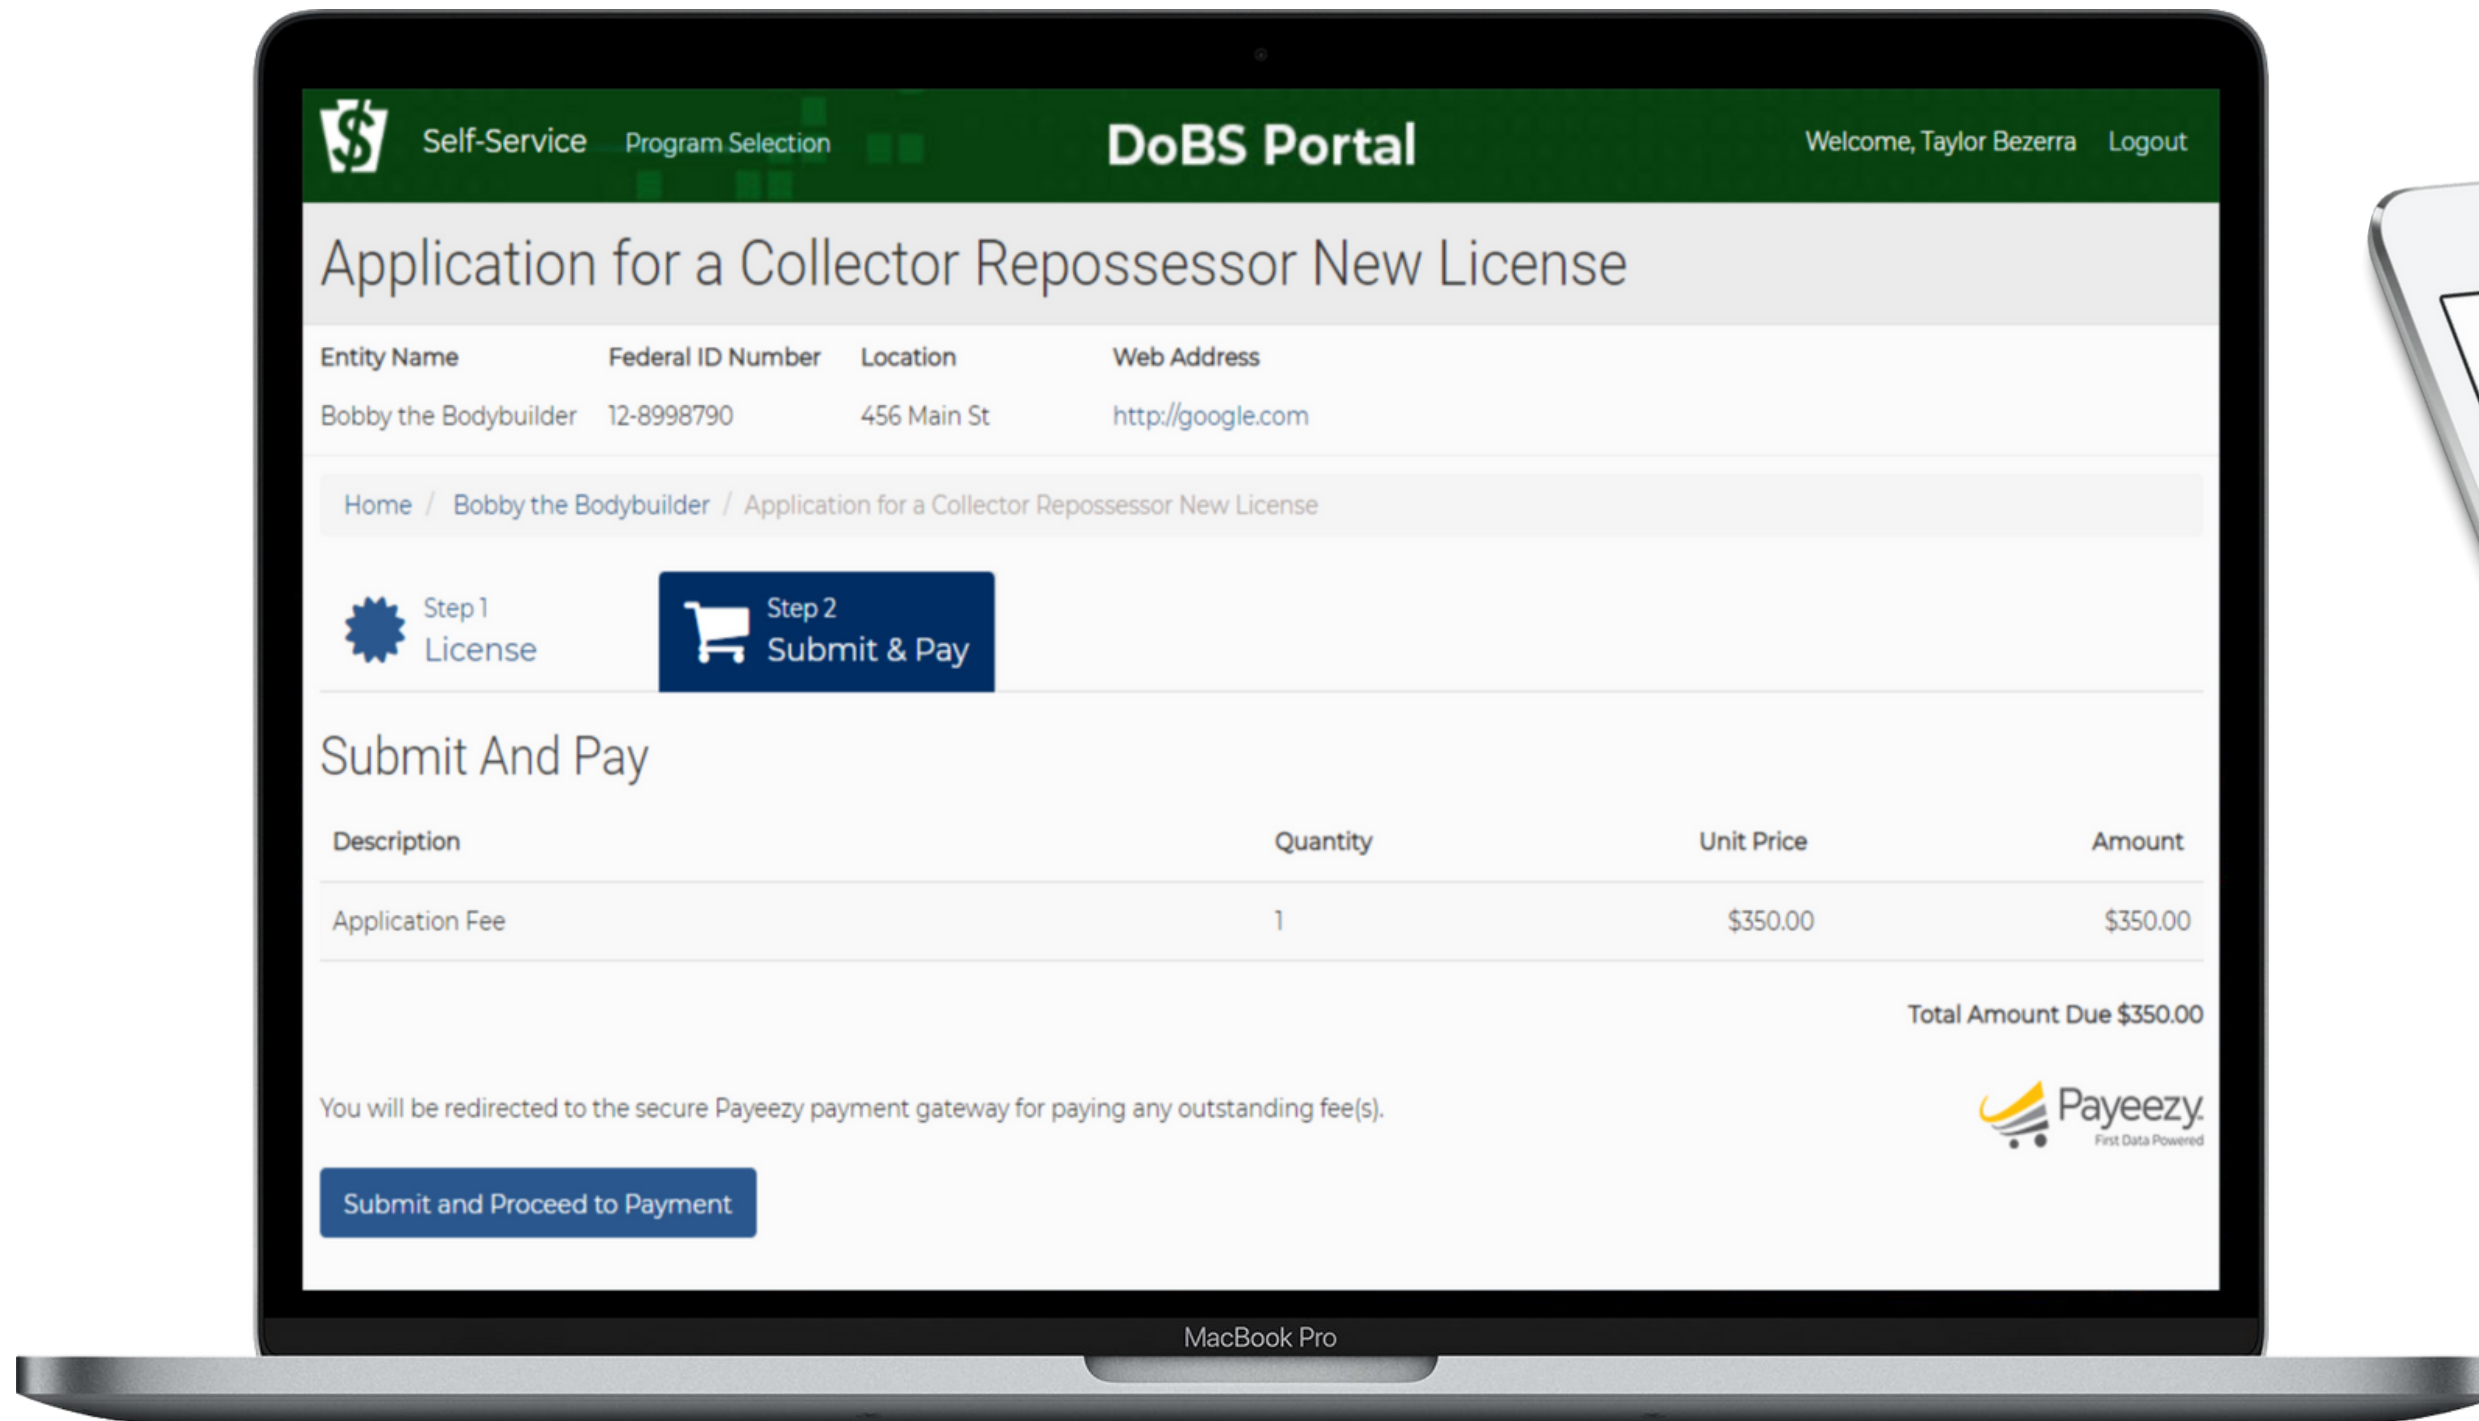 Self-Service Program Selection DoBS Portal Welcome, Taylor Bezerra Logout
Application for a Collector Repossessor New License
Entity Name Federal ID Number Location Web Address
Bobby the Bodybuilder 12-8998790 456 Main St http://google.com
Home / Bobby the Bodybuilder / Application for a Collector Repossessor New License
Step 1
License
Step 2
Submit & Pay
Submit And Pay
Description Quantity Unit Price Amount
Application Fee 1 $350.00 $350.00
Total Amount Due $350.00
You will be redirected to the secure Payeezy payment gateway for paying any outstanding fee(s).
Payeezy.
First Data Powered
Submit and Proceed to Payment
MacBook Pro